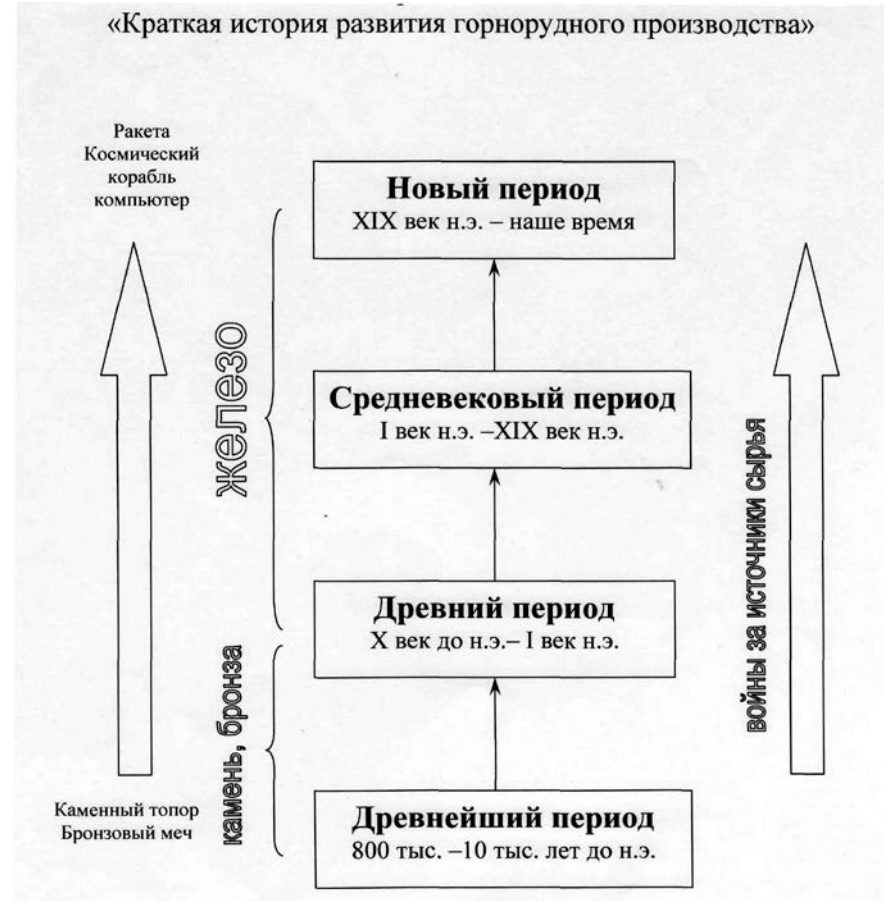 «Краткая история развития горнорудного производства»
Ракета
Космический
корабль
компьютер
Новый период
XIX век н.э. – наше время
железо
Средневековый период
I век н.э. –XIX век н.э.
войны за источники сырья
Древний период
X век до н.э.– I век н.э.
камень, бронза
Каменный топор
Бронзовый меч
Древнейший период
800 тыс. –10 тыс. лет до н.э.